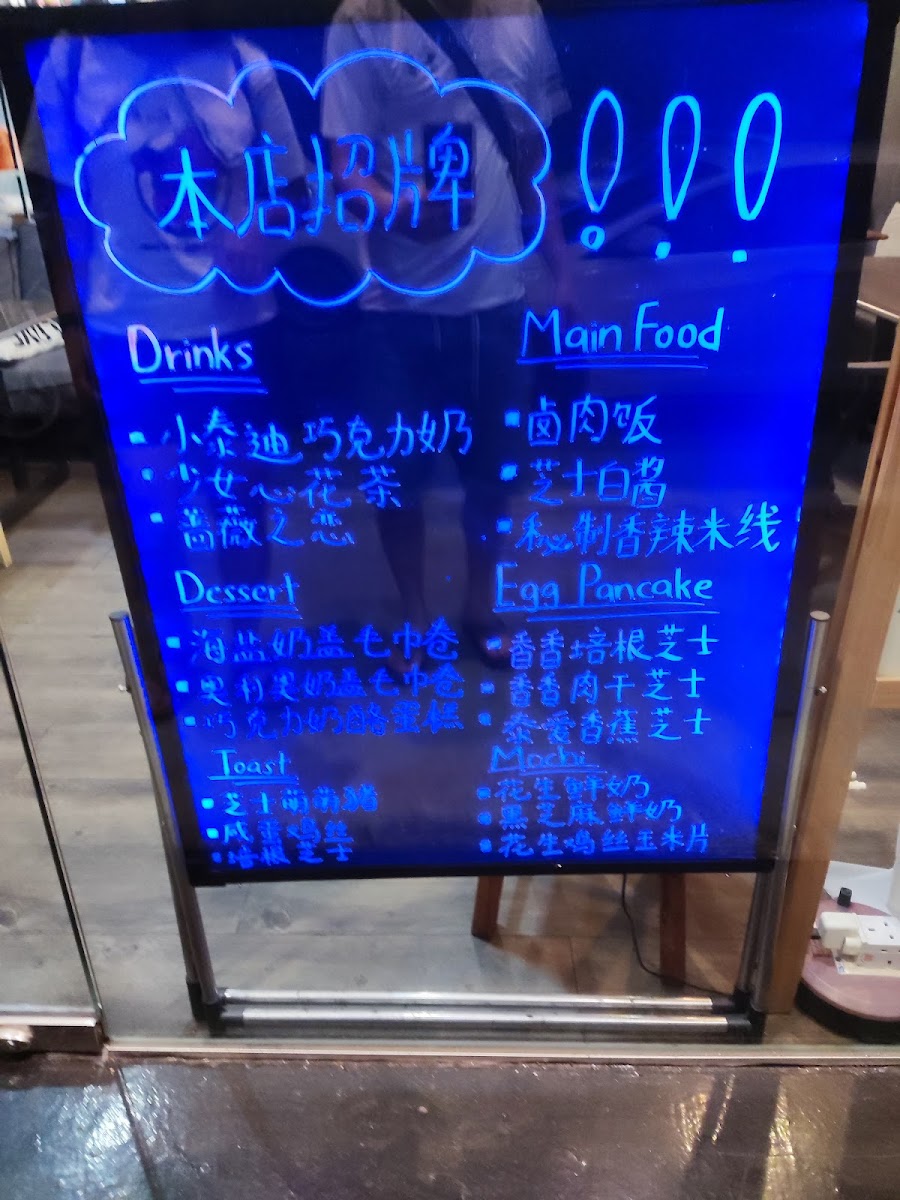 本店招牌!!!
Drinks
小泰迪巧克力奶
少女心花茶
蔷薇之恋
Main Food
卤肉饭
芝士白酱
秘制香辣米线
Dessert
海盐奶盖毛巾卷
奥利奥奶盖毛巾卷
巧克力奶酪蛋糕
Egg Pancake
香香培根芝士
香香肉干芝士
泰爱香蕉芝士
Toast
芝士萌萌猪
咸蛋鸡丝
培根芝士
Mochi
花生鲜奶
黑芝麻鲜奶
花生鸡丝玉米片